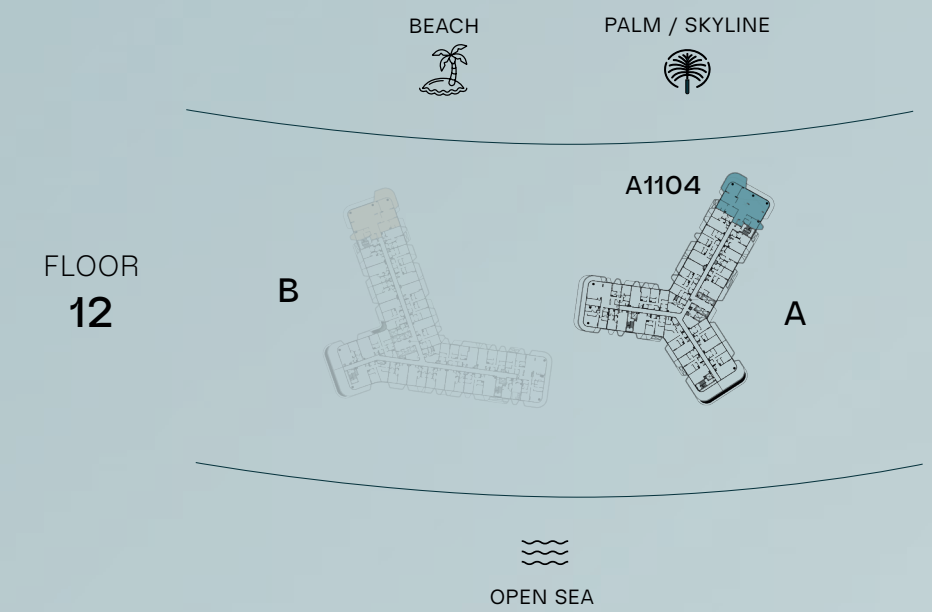 BEACH
PALM / SKYLINE
A1104
FLOOR
12
B
A
OPEN SEA